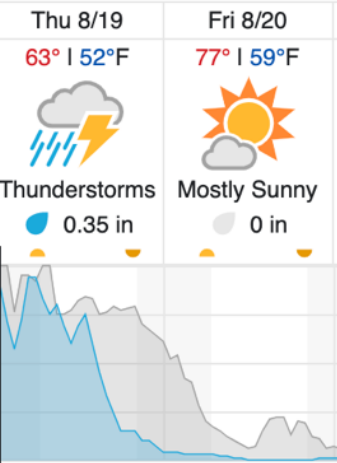 Thu 8/19
Fri 8/20
63° | 52°F
77° | 59°F
Thunderstorms
Mostly Sunny
0.35 in
0 in